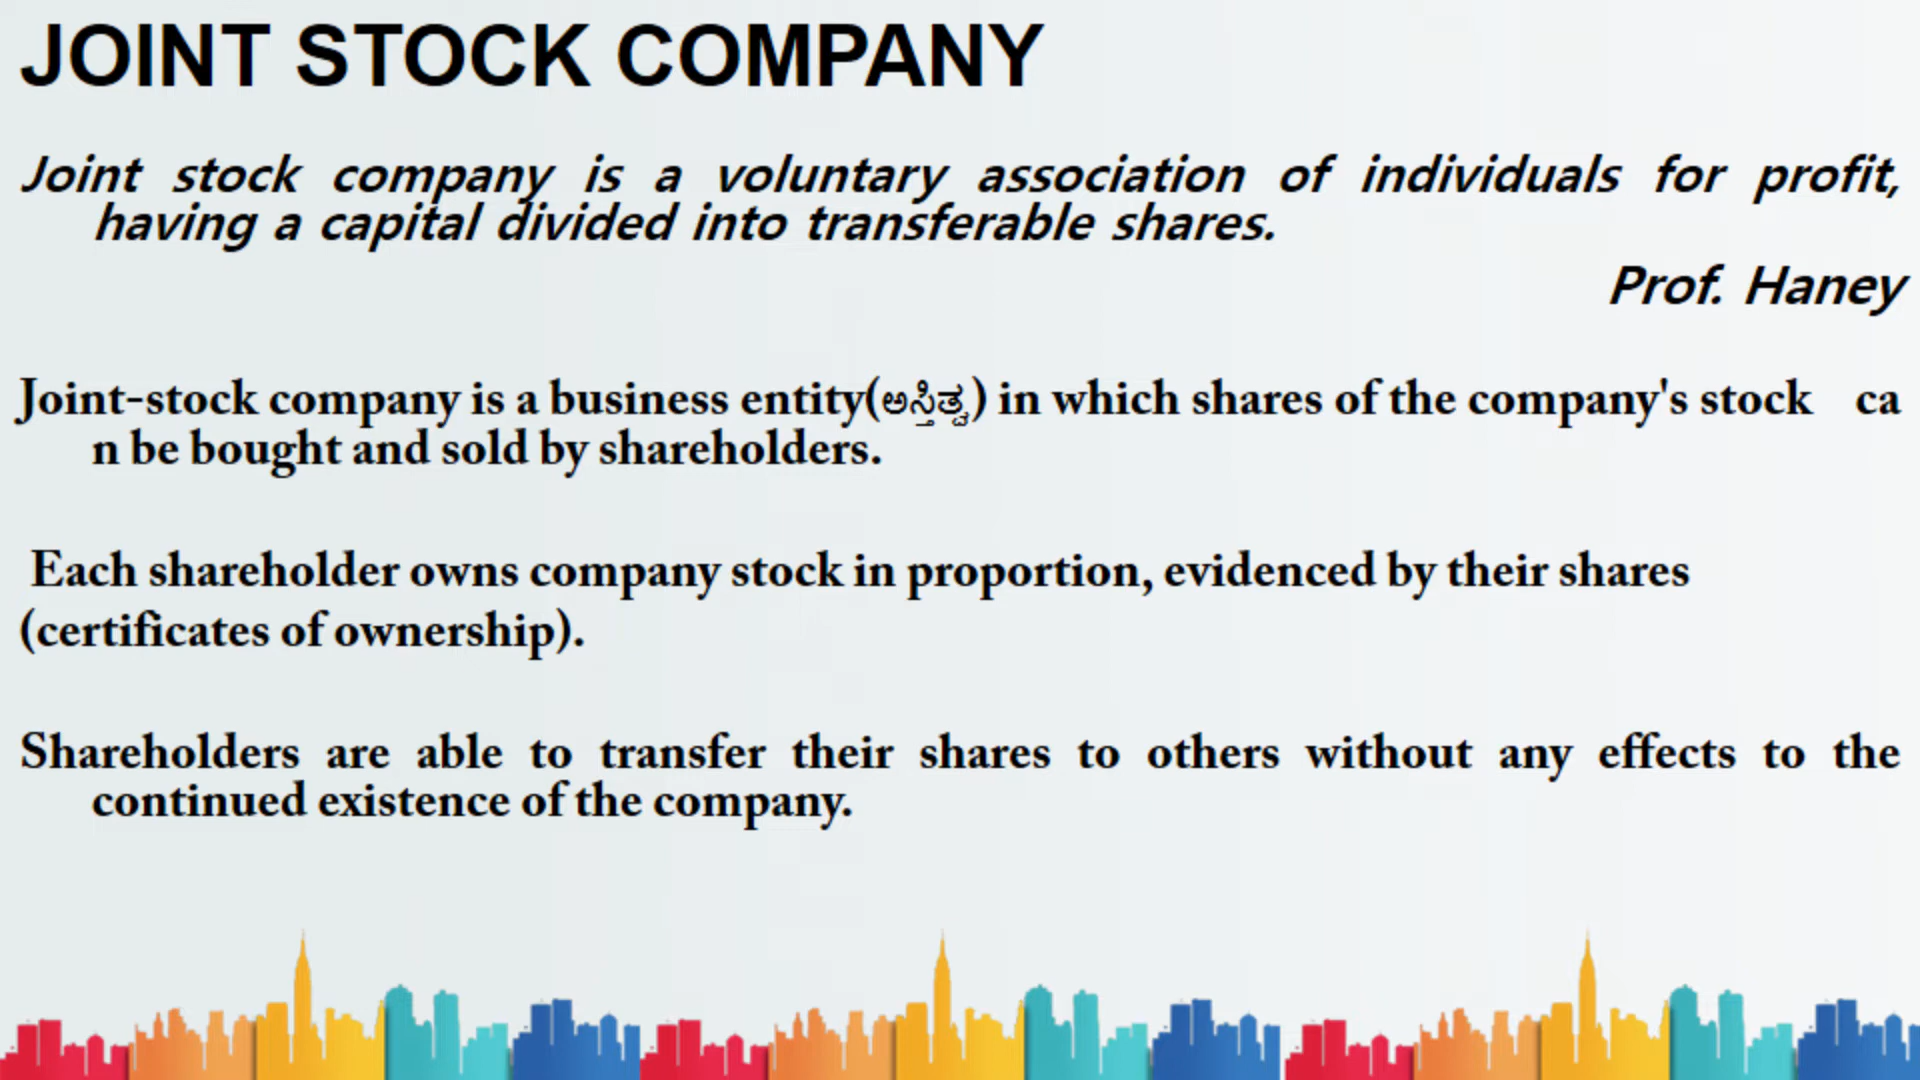 JOINT STOCK COMPANY
Joint stock company is a voluntary association of individuals for profit,
having a capital divided into transferable shares.
Prof. Haney
Joint-stock company is a business entity(ಅಸ್ತಿತ್ವ) in which shares of the company's stock ca
n be bought and sold by shareholders.
Each shareholder owns company stock in proportion, evidenced by their shares
(certificates of ownership).
Shareholders are able to transfer their shares to others without any effects to the
continued existence of the company.